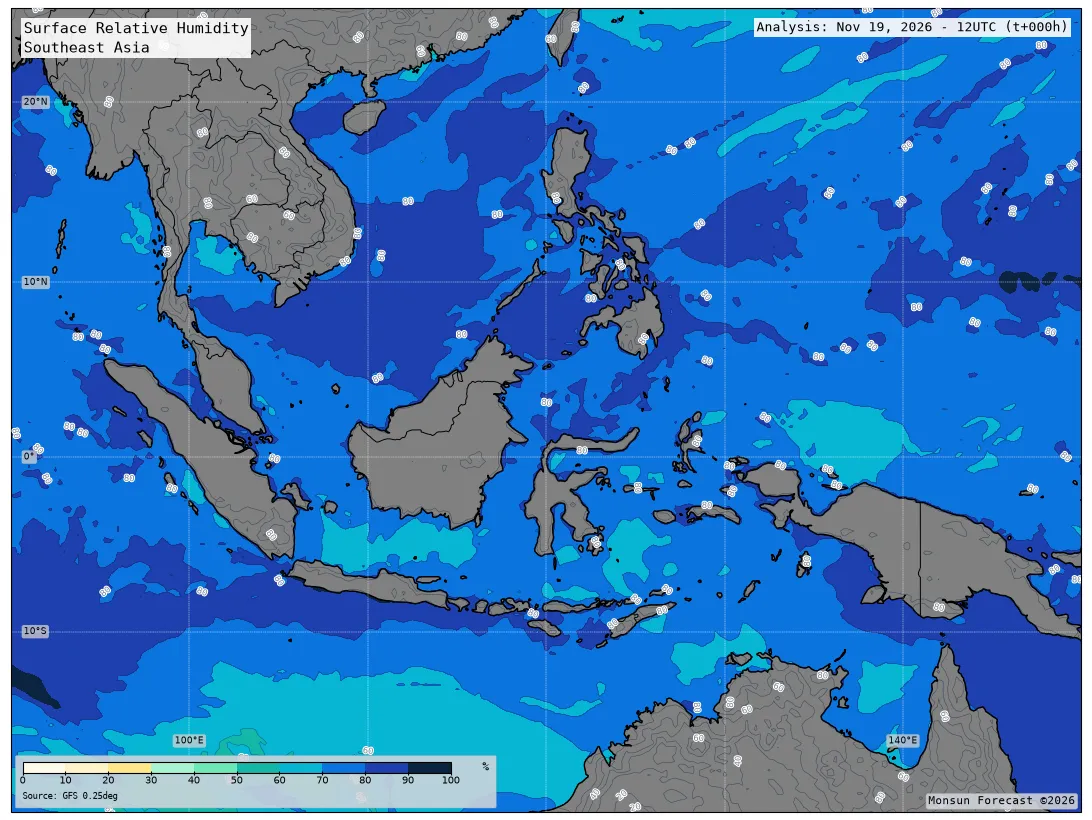 Surface Relative Humidity
Southeast Asia
Analysis: Nov 19, 2026 - 12UTC (t+000h)
20°N
10°N
0°
10°S
100°E
140°E
%
0 10 20 30 40 50 60 70 80 90 100
Source: GFS 0.25deg
Monsun Forecast ©2026